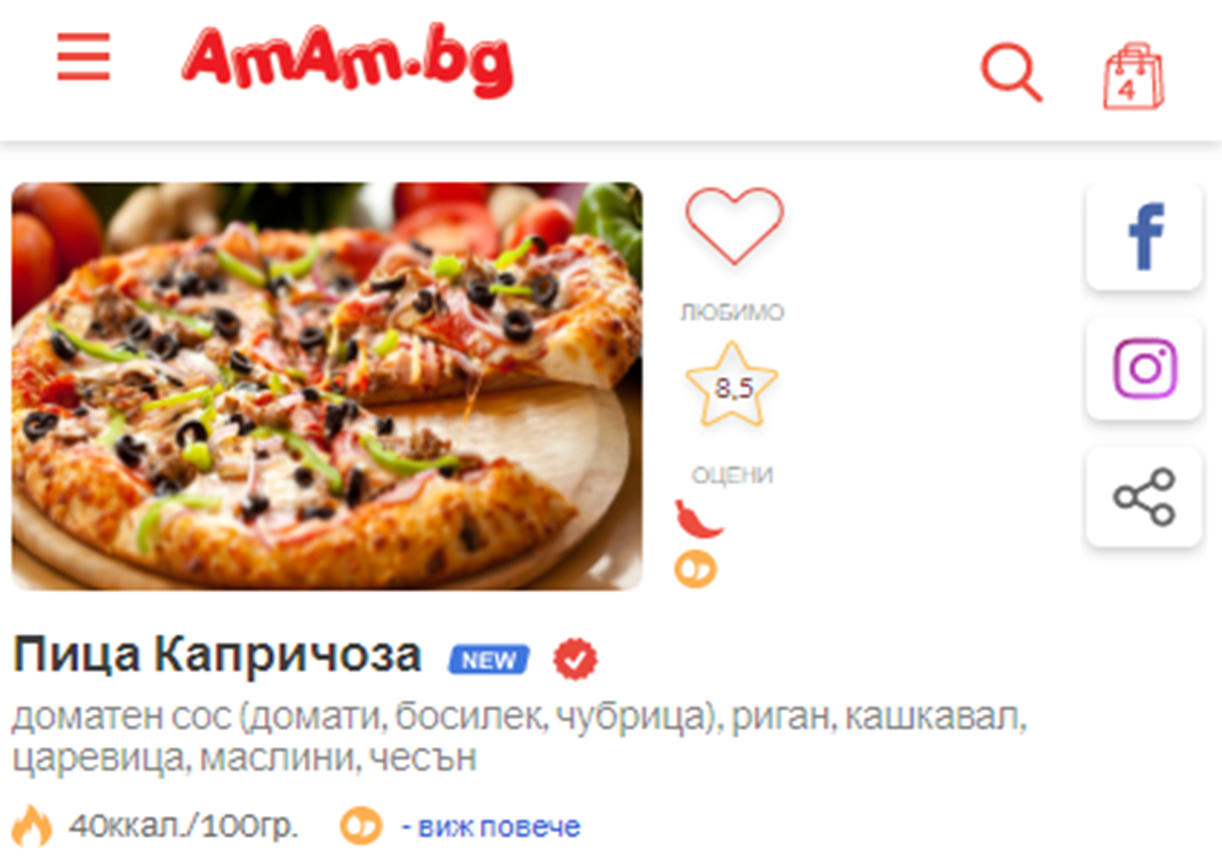 AmAm.bg
4
ЛЮБИМО
8,5
ОЦЕНИ
Пица Капричоза NEW
доматен сос (домати, босилек, чубрица), риган, кашкавал,
царевица, маслини, чесън
40ккал./100гр. - виж повече